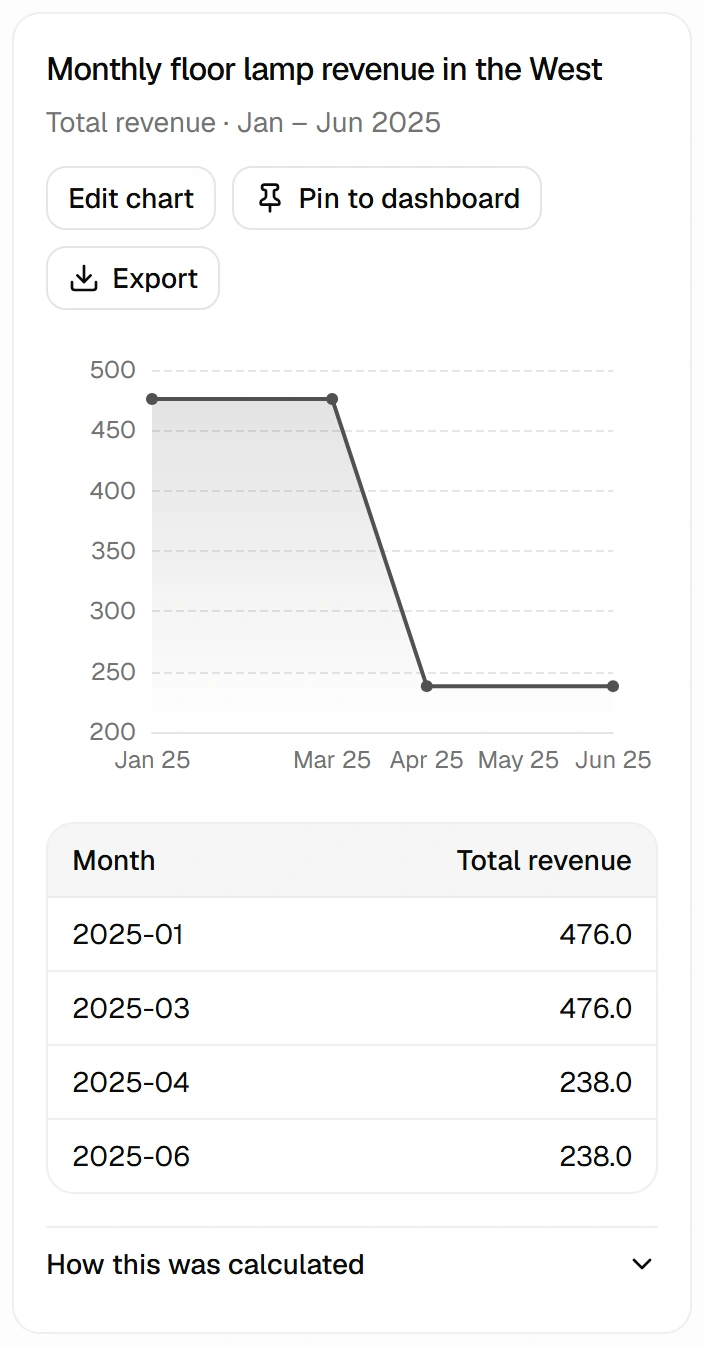 Monthly floor lamp revenue in the West
Total revenue · Jan – Jun 2025
Edit chart
Pin to dashboard
Export
500
450
400
350
300
250
200
Jan 25 Mar 25 Apr 25 May 25 Jun 25
Month Total revenue
2025-01 476.0
2025-03 476.0
2025-04 238.0
2025-06 238.0
How this was calculated